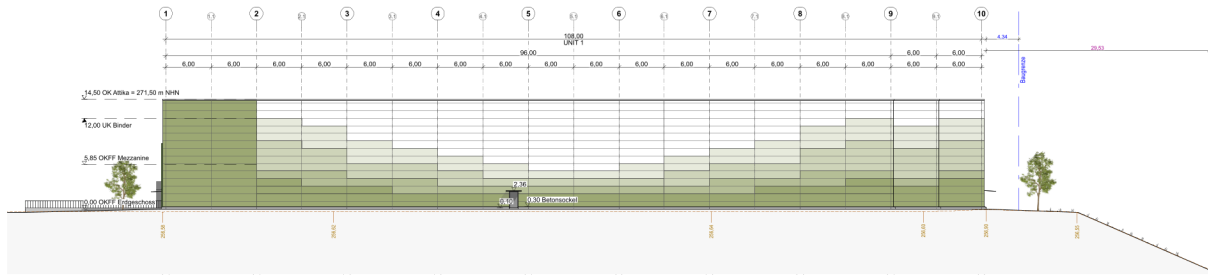 1 1.1 2 2.1 3 3.1 4 4.1 5 5.1 6 6.1 7 7.1 8 8.1 9 9.1 10
108,00
UNIT 1
4,34
29,53
96,00 6,00 6,00
6,00 6,00 6,00 6,00 6,00 6,00 6,00 6,00 6,00 6,00 6,00 6,00 6,00 6,00 6,00 6,00 6,00 6,00
Baugrenze
14,50 OK Attika = 271,50 m NHN
12,00 UK Binder
5,85 OKFF Mezzanine
2,36
0,00 OKFF Erdgeschoss
0,30 Betonsockel